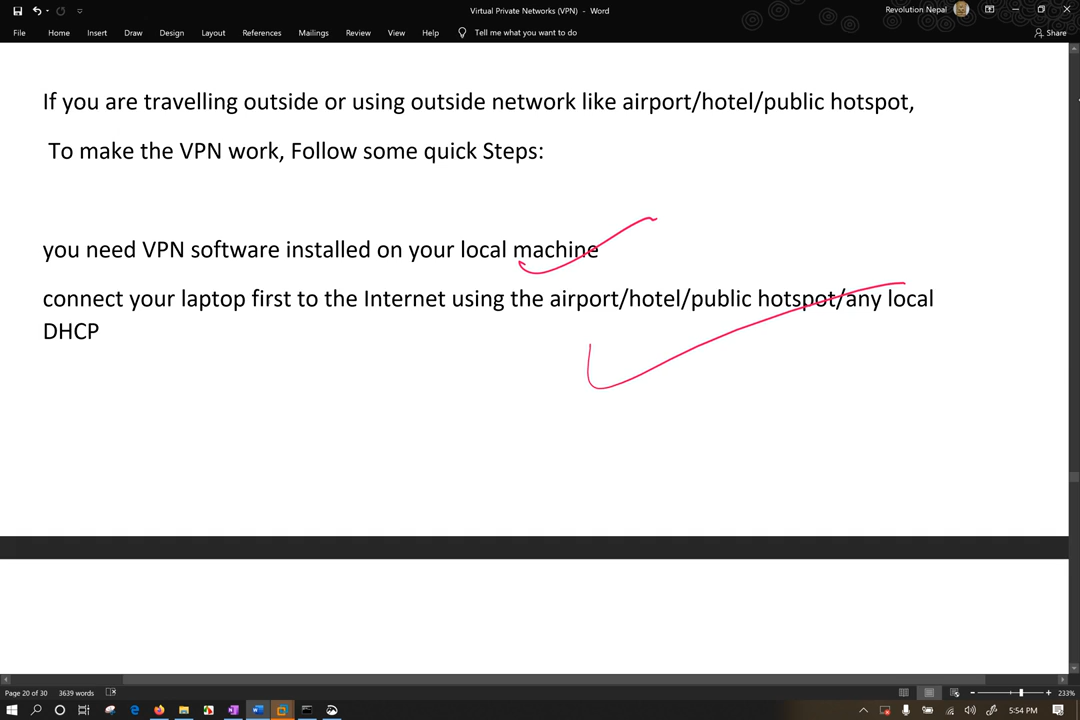 Virtual Private Networks (VPN) - Word
Revolution Nepal
File Home Insert Draw Design Layout References Mailings Review View Help Tell me what you want to do Share
If you are travelling outside or using outside network like airport/hotel/public hotspot,
To make the VPN work, Follow some quick Steps:
you need VPN software installed on your local machine
connect your laptop first to the Internet using the airport/hotel/public hotspot/any local
DHCP
Page 20 of 30 3639 words 233%
5:54 PM